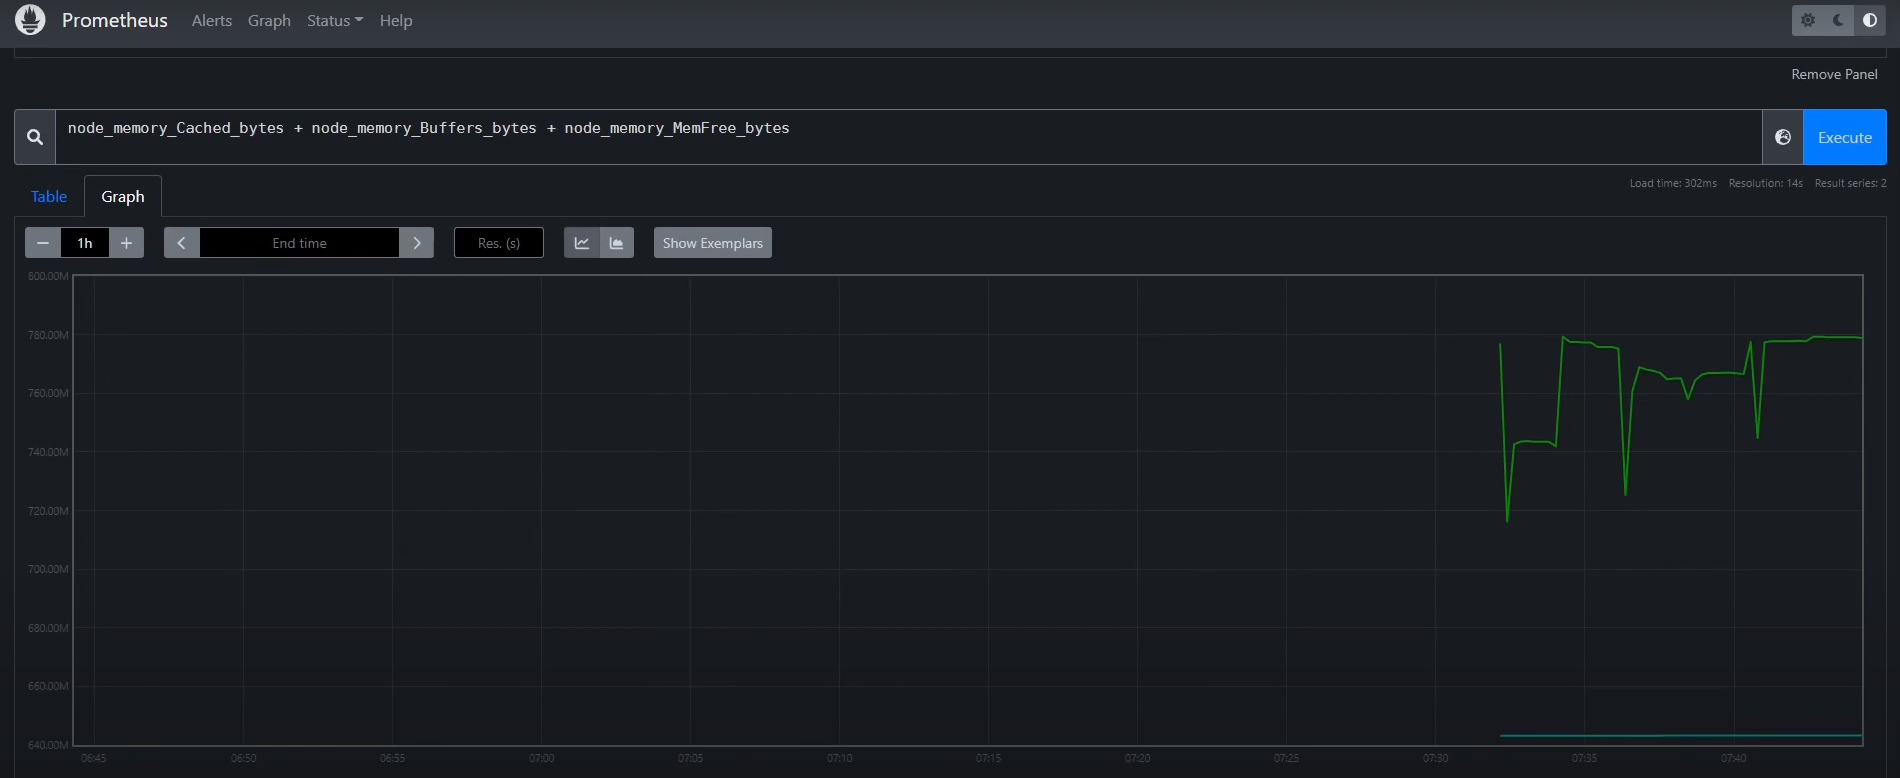 Prometheus Alerts Graph Status Help
Remove Panel
node_memory_Cached_bytes + node_memory_Buffers_bytes + node_memory_MemFree_bytes
Execute
Load time: 302ms Resolution: 14s Result series: 2
Table Graph
− 1h + End time Res. (s) Show Exemplars
800.00M
780.00M
760.00M
740.00M
720.00M
700.00M
680.00M
660.00M
640.00M
06:45 06:50 06:55 07:00 07:05 07:10 07:15 07:20 07:25 07:30 07:35 07:40